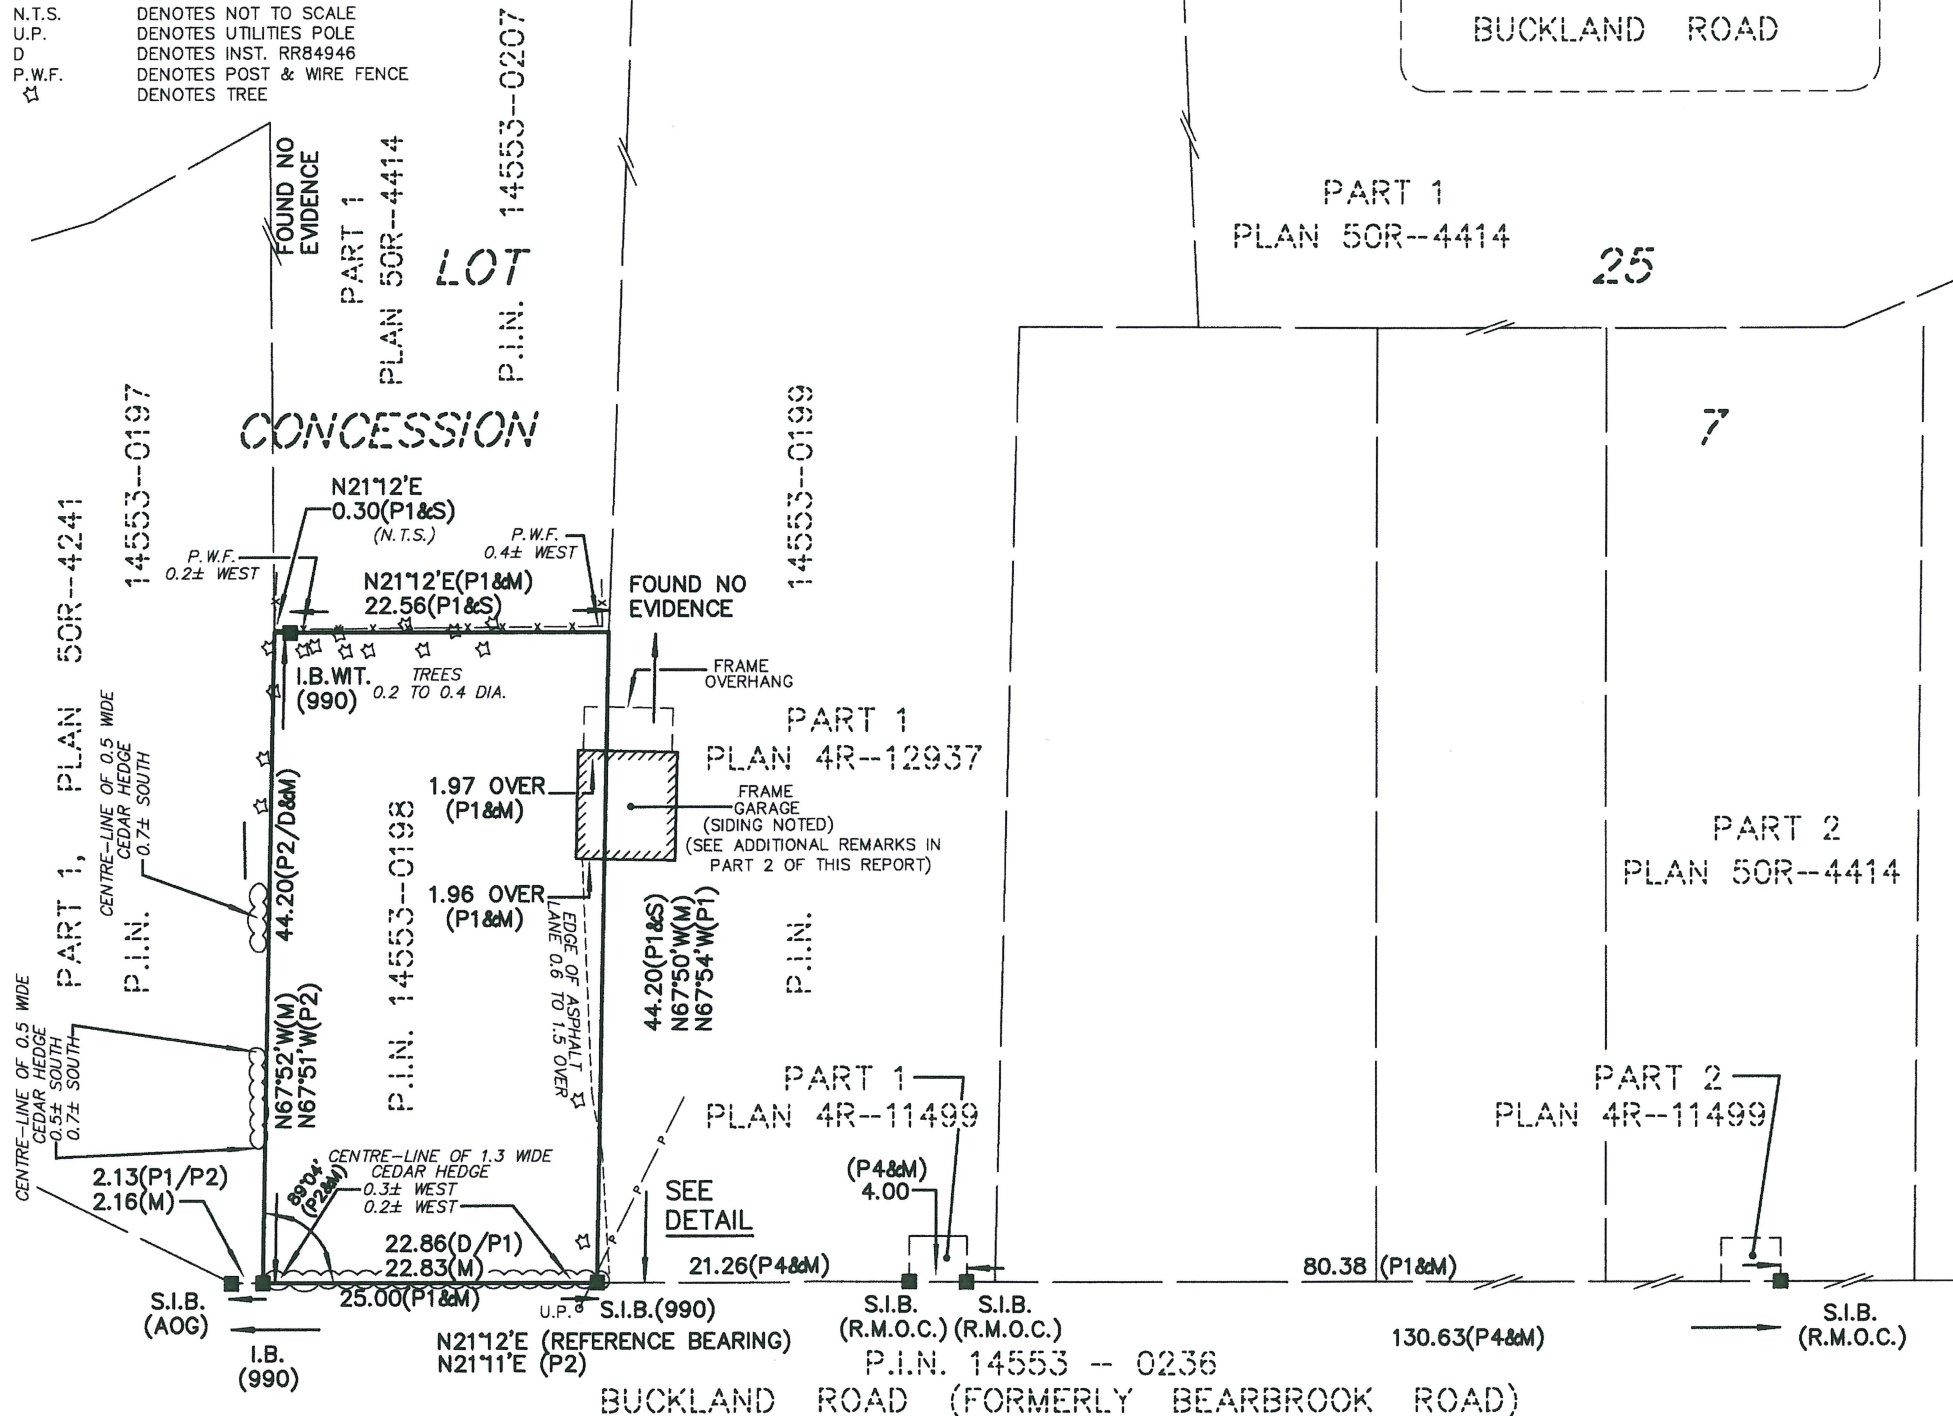 N.T.S. DENOTES NOT TO SCALE
U.P. DENOTES UTILITIES POLE
D DENOTES INST. RR84946
P.W.F. DENOTES POST & WIRE FENCE
DENOTES TREE
BUCKLAND ROAD
FOUND NO
EVIDENCE
PART 1
PLAN 50R--4414
P.I.N. 14553--0207
LOT
PART 1
PLAN 50R--4414
25
CONCESSION
7
PART 1, PLAN 50R--4241
P.I.N. 14553--0197
P.I.N. 14553--0199
N21°12'E
0.30(P1&S)
(N.T.S.)
P.W.F.
0.2± WEST
P.W.F.
0.4± WEST
N21°12'E(P1&M)
22.56(P1&S)
FOUND NO
EVIDENCE
I.B.WIT.
(990)
TREES
0.2 TO 0.4 DIA.
FRAME
OVERHANG
CENTRE-LINE OF 0.5 WIDE
CEDAR HEDGE
0.7± SOUTH
PART 1
PLAN 4R--12937
44.20(P2/D&M)
1.97 OVER
(P1&M)
FRAME
GARAGE
(SIDING NOTED)
(SEE ADDITIONAL REMARKS IN
PART 2 OF THIS REPORT)
P.I.N. 14553--0198
1.96 OVER
(P1&M)
PART 2
PLAN 50R--4414
EDGE OF ASPHALT
LANE 0.6 TO 1.5 OVER
44.20(P1&S)
N67°50'W(M)
N67°54'W(P1)
CENTRE-LINE OF 0.5 WIDE
CEDAR HEDGE
0.5± SOUTH
0.7± SOUTH
N67°52'W(M)
N67°51'W(P2)
PART 1
PLAN 4R--11499
PART 2
PLAN 4R--11499
2.13(P1/P2)
2.16(M)
89°04'
(P2&M)
CENTRE-LINE OF 1.3 WIDE
CEDAR HEDGE
0.3± WEST
0.2± WEST
P
P
P
SEE
DETAIL
(P4&M)
4.00
22.86(D/P1)
22.83(M)
21.26(P4&M)
80.38 (P1&M)
25.00(P1&M)
S.I.B.
(AOG)
U.P.
S.I.B.(990)
S.I.B.
(R.M.O.C.)
S.I.B.
(R.M.O.C.)
S.I.B.
(R.M.O.C.)
I.B.
(990)
N21°12'E (REFERENCE BEARING)
N21°11'E (P2)
130.63(P4&M)
P.I.N. 14553 -- 0236
BUCKLAND ROAD (FORMERLY BEARBROOK ROAD)